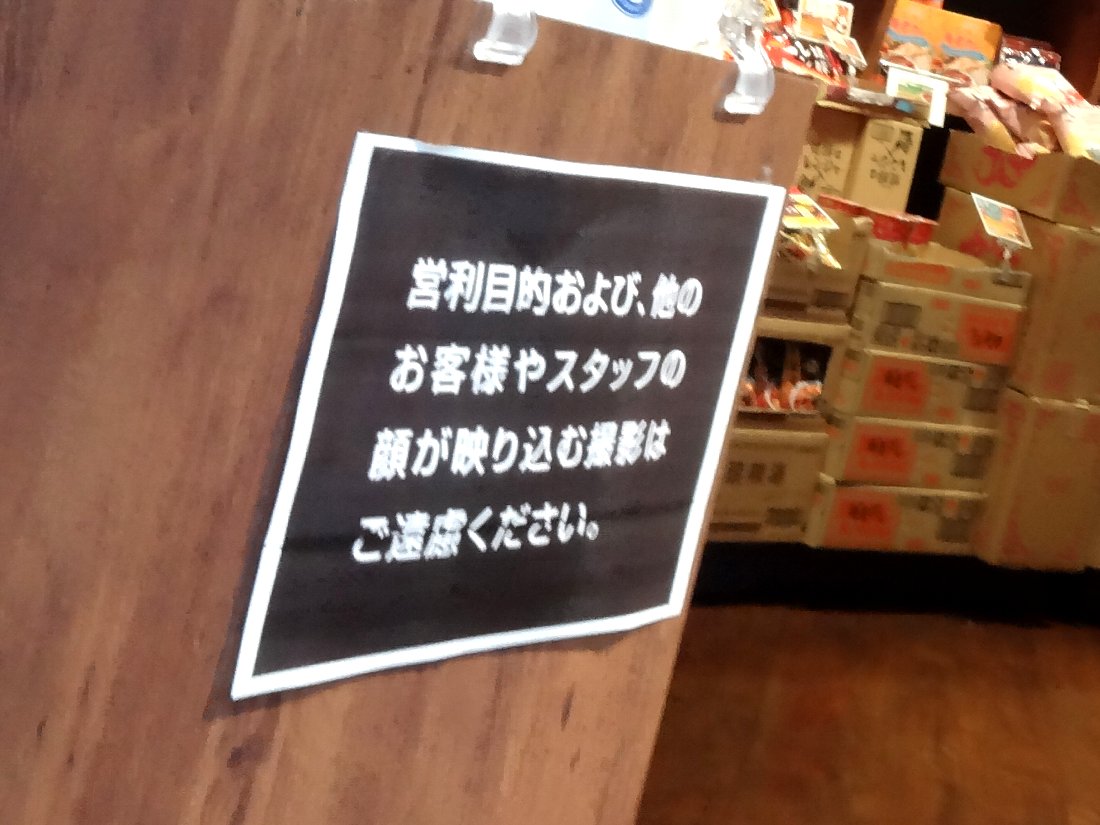 営利目的および、他の
お客様やスタッフの
顔が映り込む撮影は
ご遠慮ください。